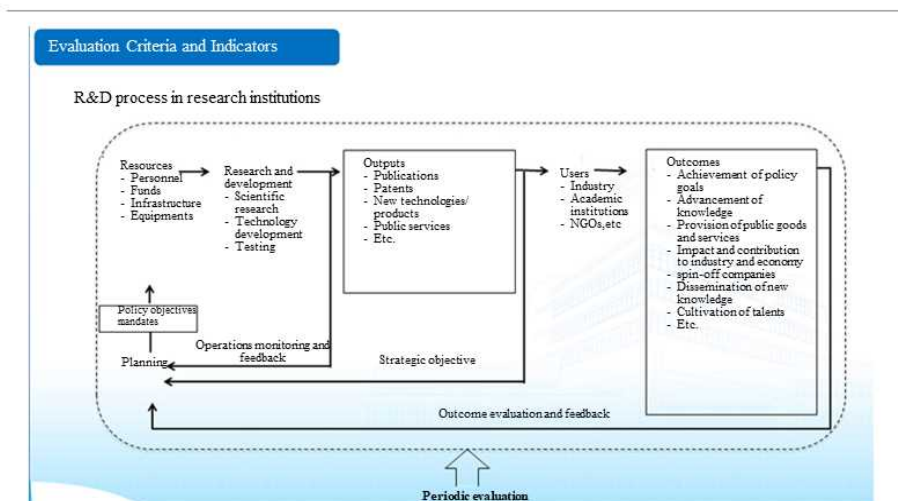 Evaluation Criteria and Indicators
R&D process in research institutions
Resources
- Personnel
- Funds
- Infrastructure
- Equipments
Research and
development
- Scientific
research
- Technology
development
- Testing
Outputs
- Publications
- Patents
- New technologies/
products
- Public services
- Etc.
Users
- Industry
- Academic
institutions
- NGOs,etc
Outcomes
- Achievement of policy
goals
- Advancement of
knowledge
- Provision of public goods
and services
- Impact and contribution
to industry and economy
- spin-off companies
- Dissemination of new
knowledge
- Cultivation of talents
- Etc.
Policy objectives
mandates
Planning
Operations monitoring and
feedback
Strategic objective
Outcome evaluation and feedback
Periodic evaluation